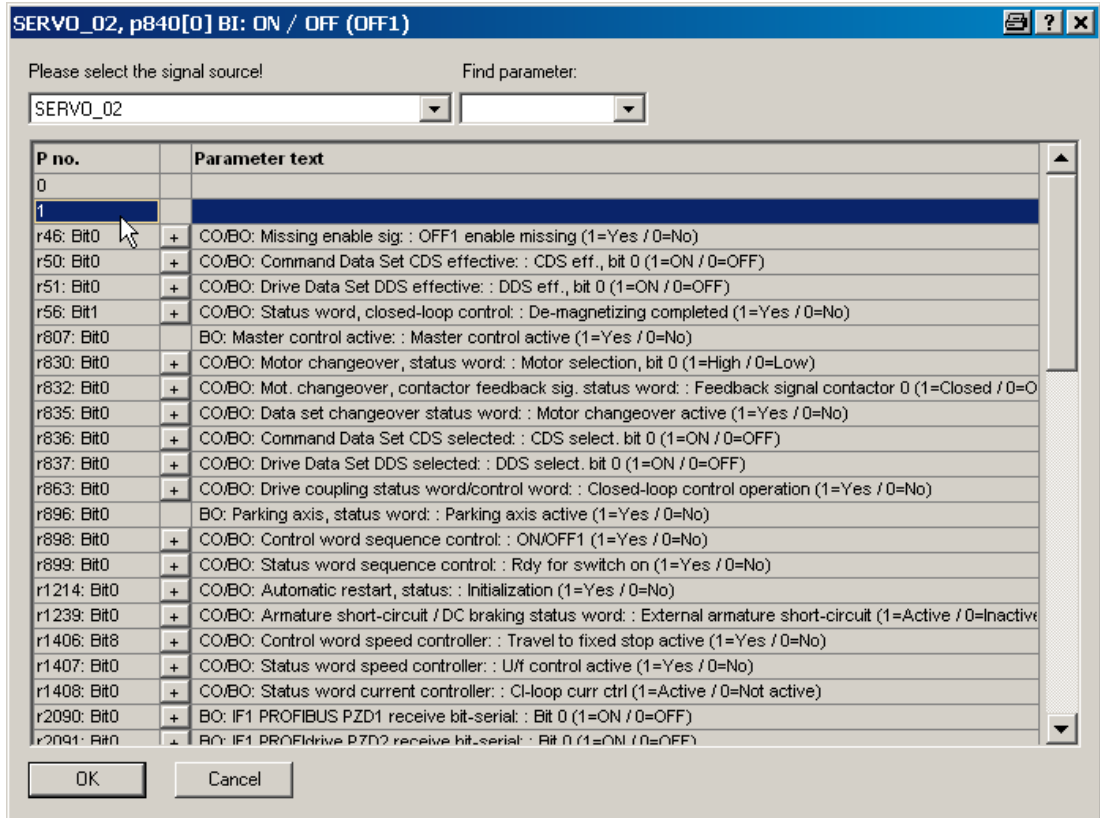 SERVO_02, p840[0] BI: ON / OFF (OFF1)
Please select the signal source! Find parameter:
SERVO_02
P no. Parameter text
0
1
r46: Bit0 + CO/BO: Missing enable sig: : OFF1 enable missing (1=Yes / 0=No)
r50: Bit0 + CO/BO: Command Data Set CDS effective: : CDS eff., bit 0 (1=ON / 0=OFF)
r51: Bit0 + CO/BO: Drive Data Set DDS effective: : DDS eff., bit 0 (1=ON / 0=OFF)
r56: Bit1 + CO/BO: Status word, closed-loop control: : De-magnetizing completed (1=Yes / 0=No)
r807: Bit0 BO: Master control active: : Master control active (1=Yes / 0=No)
r830: Bit0 + CO/BO: Motor changeover, status word: : Motor selection, bit 0 (1=High / 0=Low)
r832: Bit0 + CO/BO: Mot. changeover, contactor feedback sig. status word: : Feedback signal contactor 0 (1=Closed / 0=O
r835: Bit0 + CO/BO: Data set changeover status word: : Motor changeover active (1=Yes / 0=No)
r836: Bit0 + CO/BO: Command Data Set CDS selected: : CDS select. bit 0 (1=ON / 0=OFF)
r837: Bit0 + CO/BO: Drive Data Set DDS selected: : DDS select. bit 0 (1=ON / 0=OFF)
r863: Bit0 + CO/BO: Drive coupling status word/control word: : Closed-loop control operation (1=Yes / 0=No)
r896: Bit0 BO: Parking axis, status word: : Parking axis active (1=Yes / 0=No)
r898: Bit0 + CO/BO: Control word sequence control: : ON/OFF1 (1=Yes / 0=No)
r899: Bit0 + CO/BO: Status word sequence control: : Rdy for switch on (1=Yes / 0=No)
r1214: Bit0 + CO/BO: Automatic restart, status: : Initialization (1=Yes / 0=No)
r1239: Bit0 + CO/BO: Armature short-circuit / DC braking status word: : External armature short-circuit (1=Active / 0=Inactive
r1406: Bit8 + CO/BO: Control word speed controller: : Travel to fixed stop active (1=Yes / 0=No)
r1407: Bit0 + CO/BO: Status word speed controller: : U/f control active (1=Yes / 0=No)
r1408: Bit0 + CO/BO: Status word current controller: : Cl-loop curr ctrl (1=Active / 0=Not active)
r2090: Bit0 + BO: IF1 PROFIBUS PZD1 receive bit-serial: : Bit 0 (1=ON / 0=OFF)
r2091: Bit0 + BO: IF1 PROFIdrive PZD2 receive bit-serial: : Bit 0 (1=ON / 0=OFF)
OK Cancel